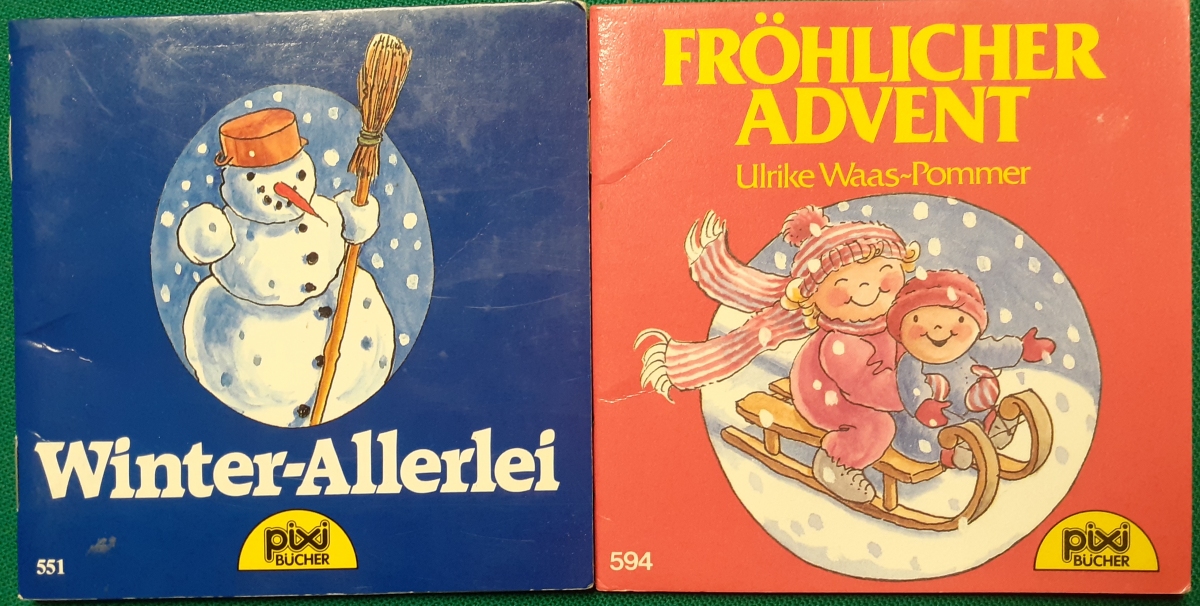 Winter-Allerlei
pixi
BÜCHER
551
FRÖHLICHER
ADVENT
Ulrike Waas-Pommer
594
pixi
BÜCHER